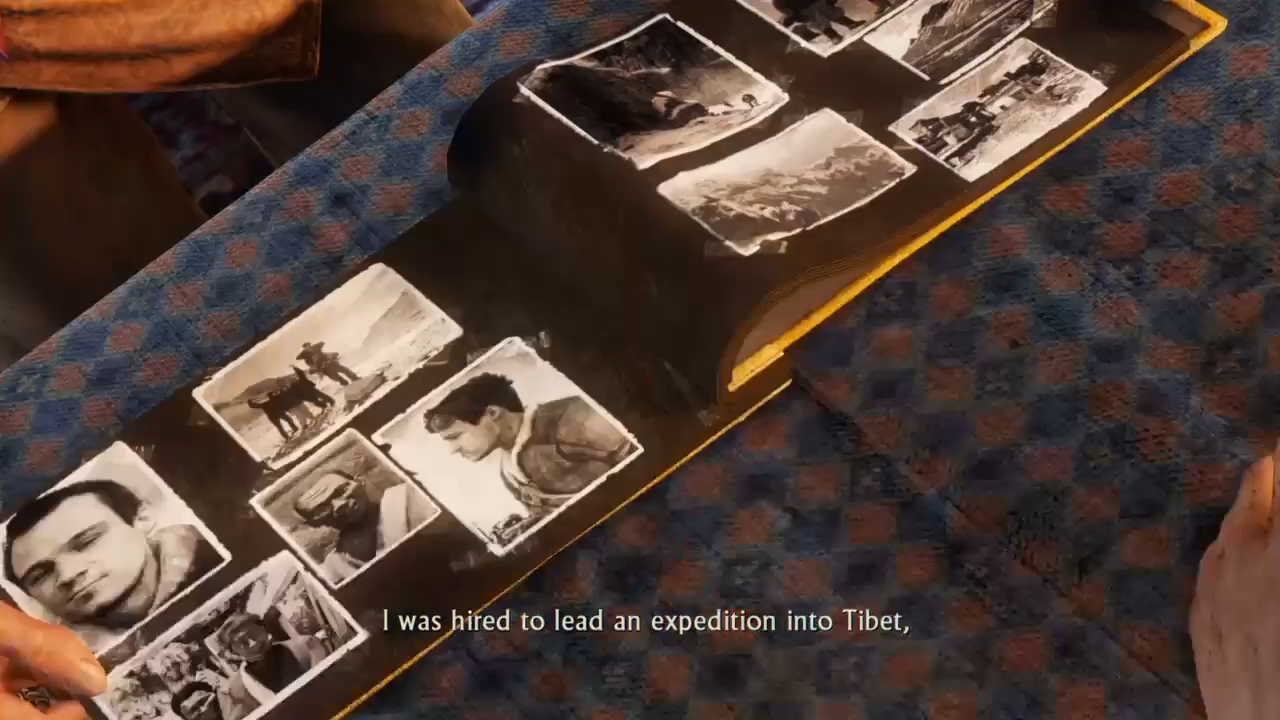 I was hired to lead an expedition into Tibet,